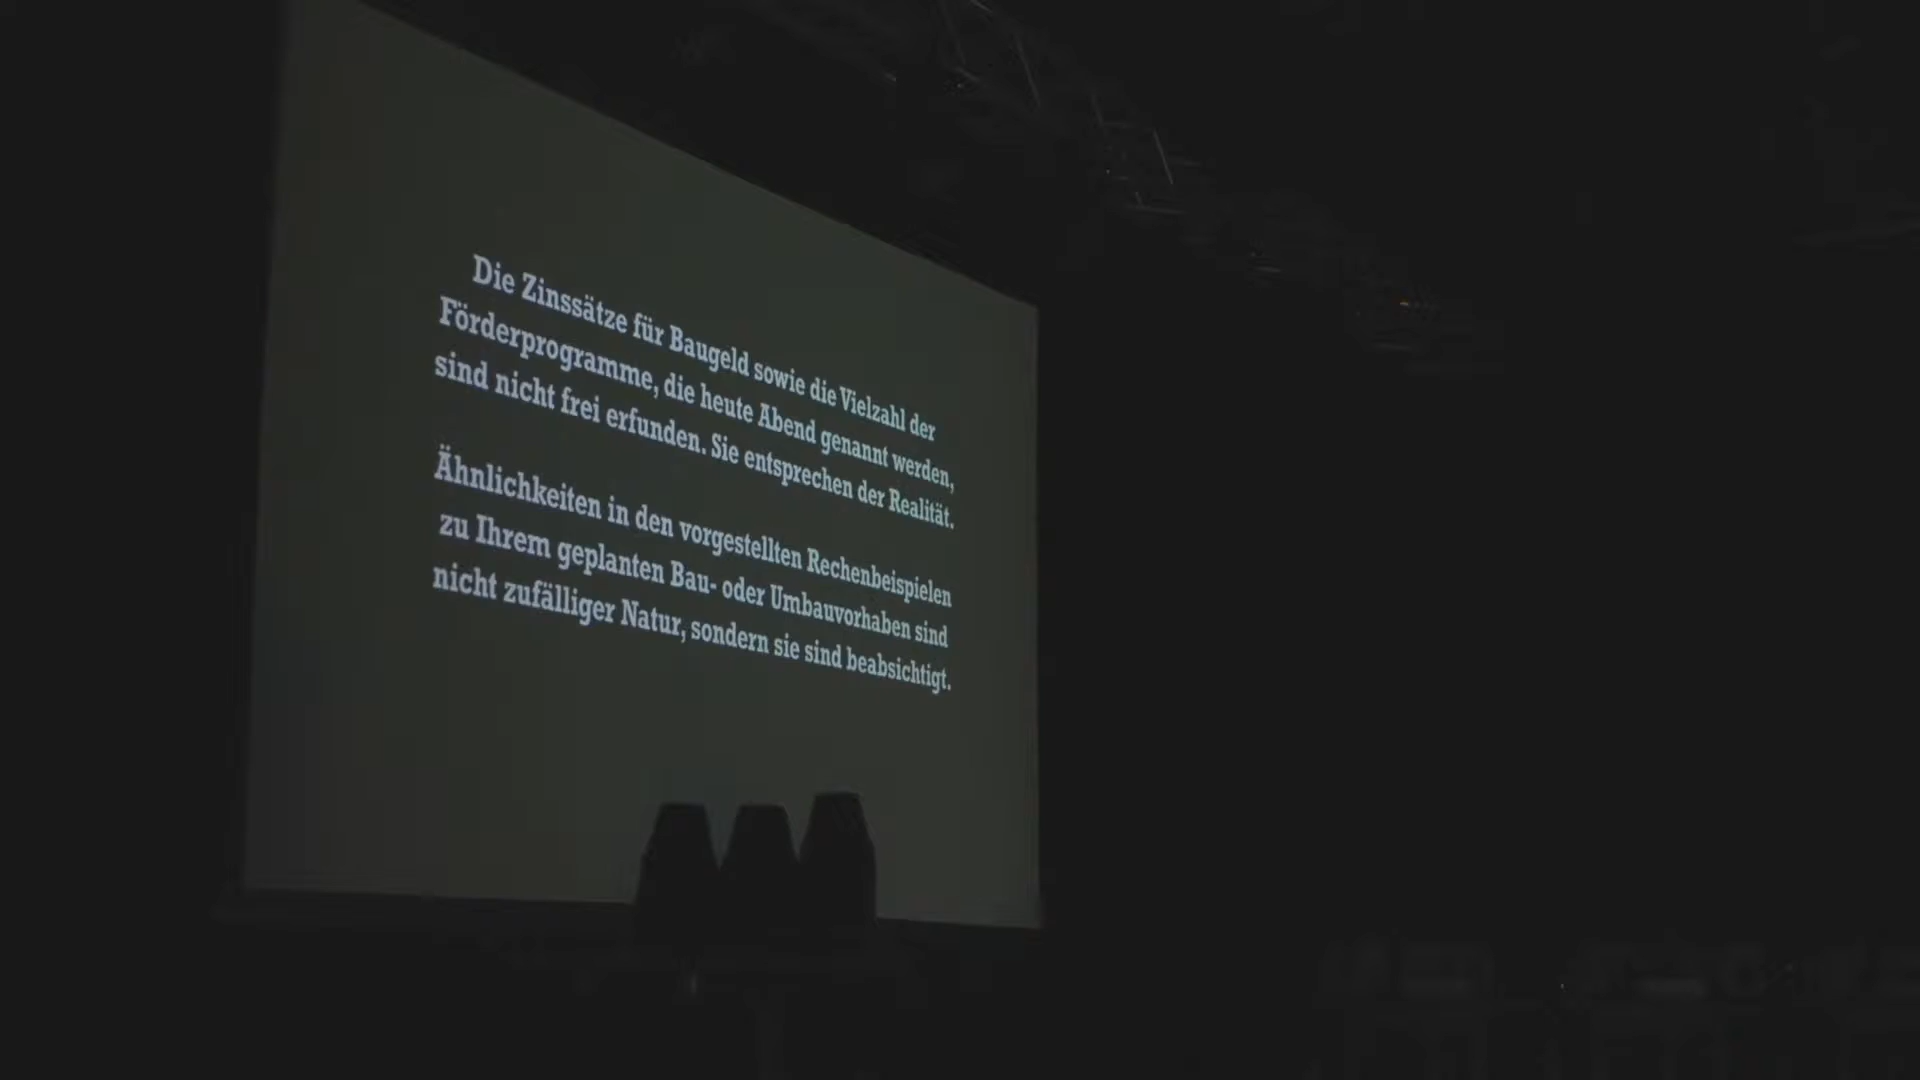 Die Zinssätze für Baugeld sowie die Vielzahl der
Förderprogramme, die heute Abend genannt werden,
sind nicht frei erfunden. Sie entsprechen der Realität.
Ähnlichkeiten in den vorgestellten Rechenbeispielen
zu Ihrem geplanten Bau- oder Umbauvorhaben sind
nicht zufälliger Natur, sondern sie sind beabsichtigt.